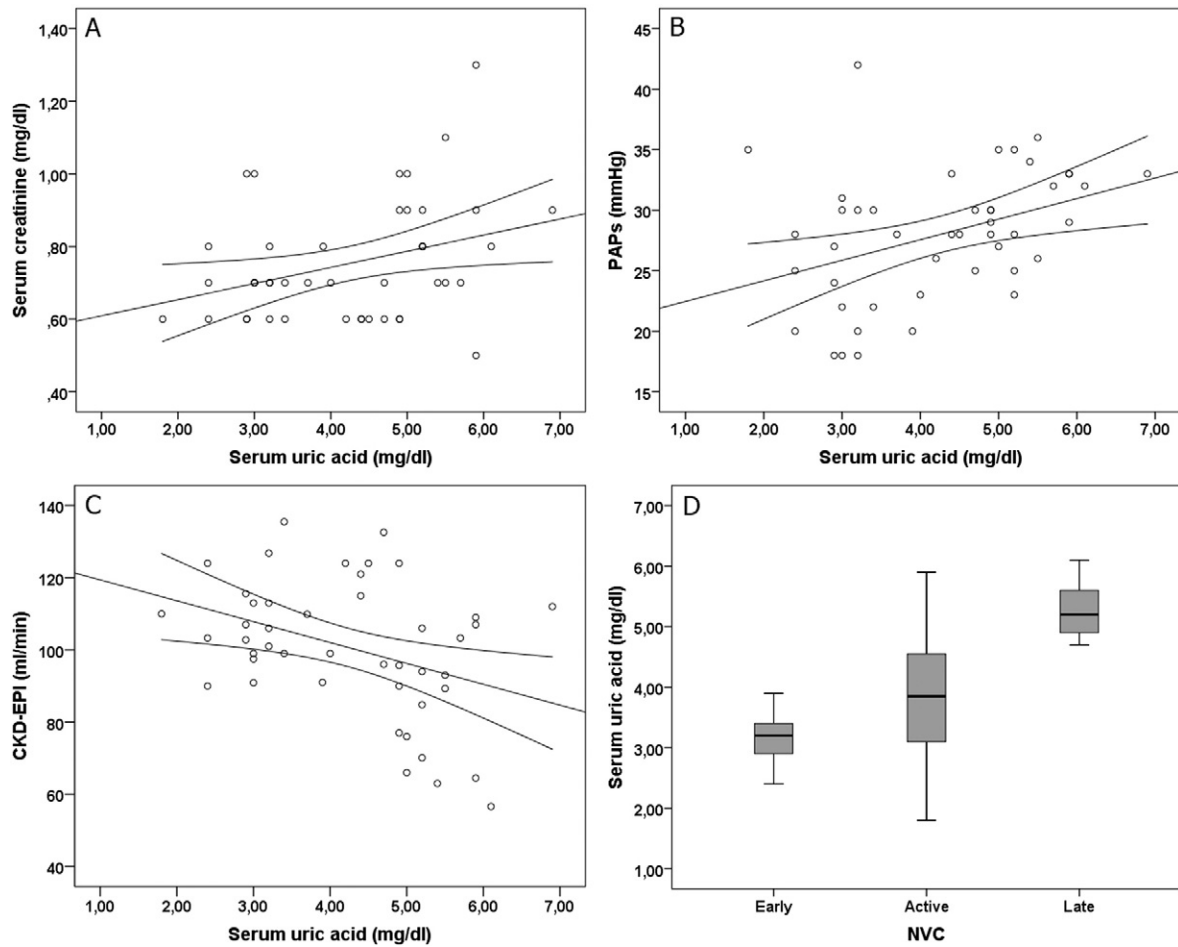 A
Serum creatinine (mg/dl)
1,40
1,20
1,00
,80
,60
,40
1,00 2,00 3,00 4,00 5,00 6,00 7,00
Serum uric acid (mg/dl)
B
PAPs (mmHg)
45
40
35
30
25
20
15
1,00 2,00 3,00 4,00 5,00 6,00 7,00
Serum uric acid (mg/dl)
C
CKD-EPI (ml/min)
140
120
100
80
60
40
1,00 2,00 3,00 4,00 5,00 6,00 7,00
Serum uric acid (mg/dl)
D
Serum uric acid (mg/dl)
7,00
6,00
5,00
4,00
3,00
2,00
1,00
Early Active Late
NVC